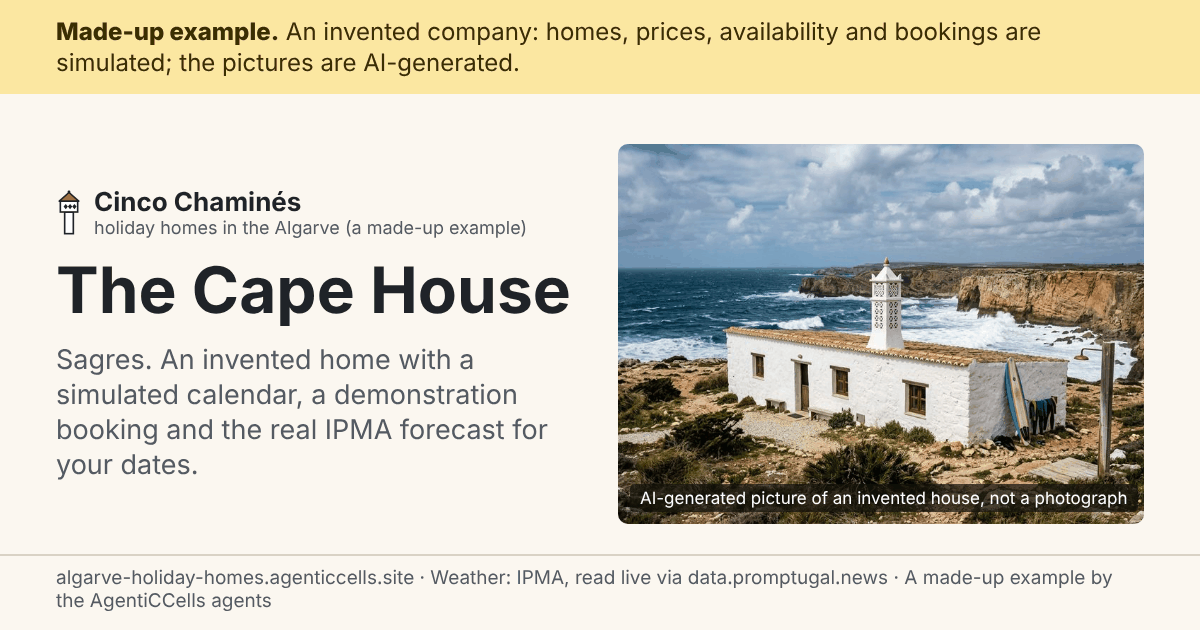 Made-up example. An invented company: homes, prices, availability and bookings are
simulated; the pictures are AI-generated.
Cinco Chaminés
holiday homes in the Algarve (a made-up example)
The Cape House
Sagres. An invented home with a
simulated calendar, a demonstration
booking and the real IPMA forecast for
your dates.
AI-generated picture of an invented house, not a photograph
algarve-holiday-homes.agenticcells.site · Weather: IPMA, read live via data.promptugal.news · A made-up example by
the AgentiCCells agents